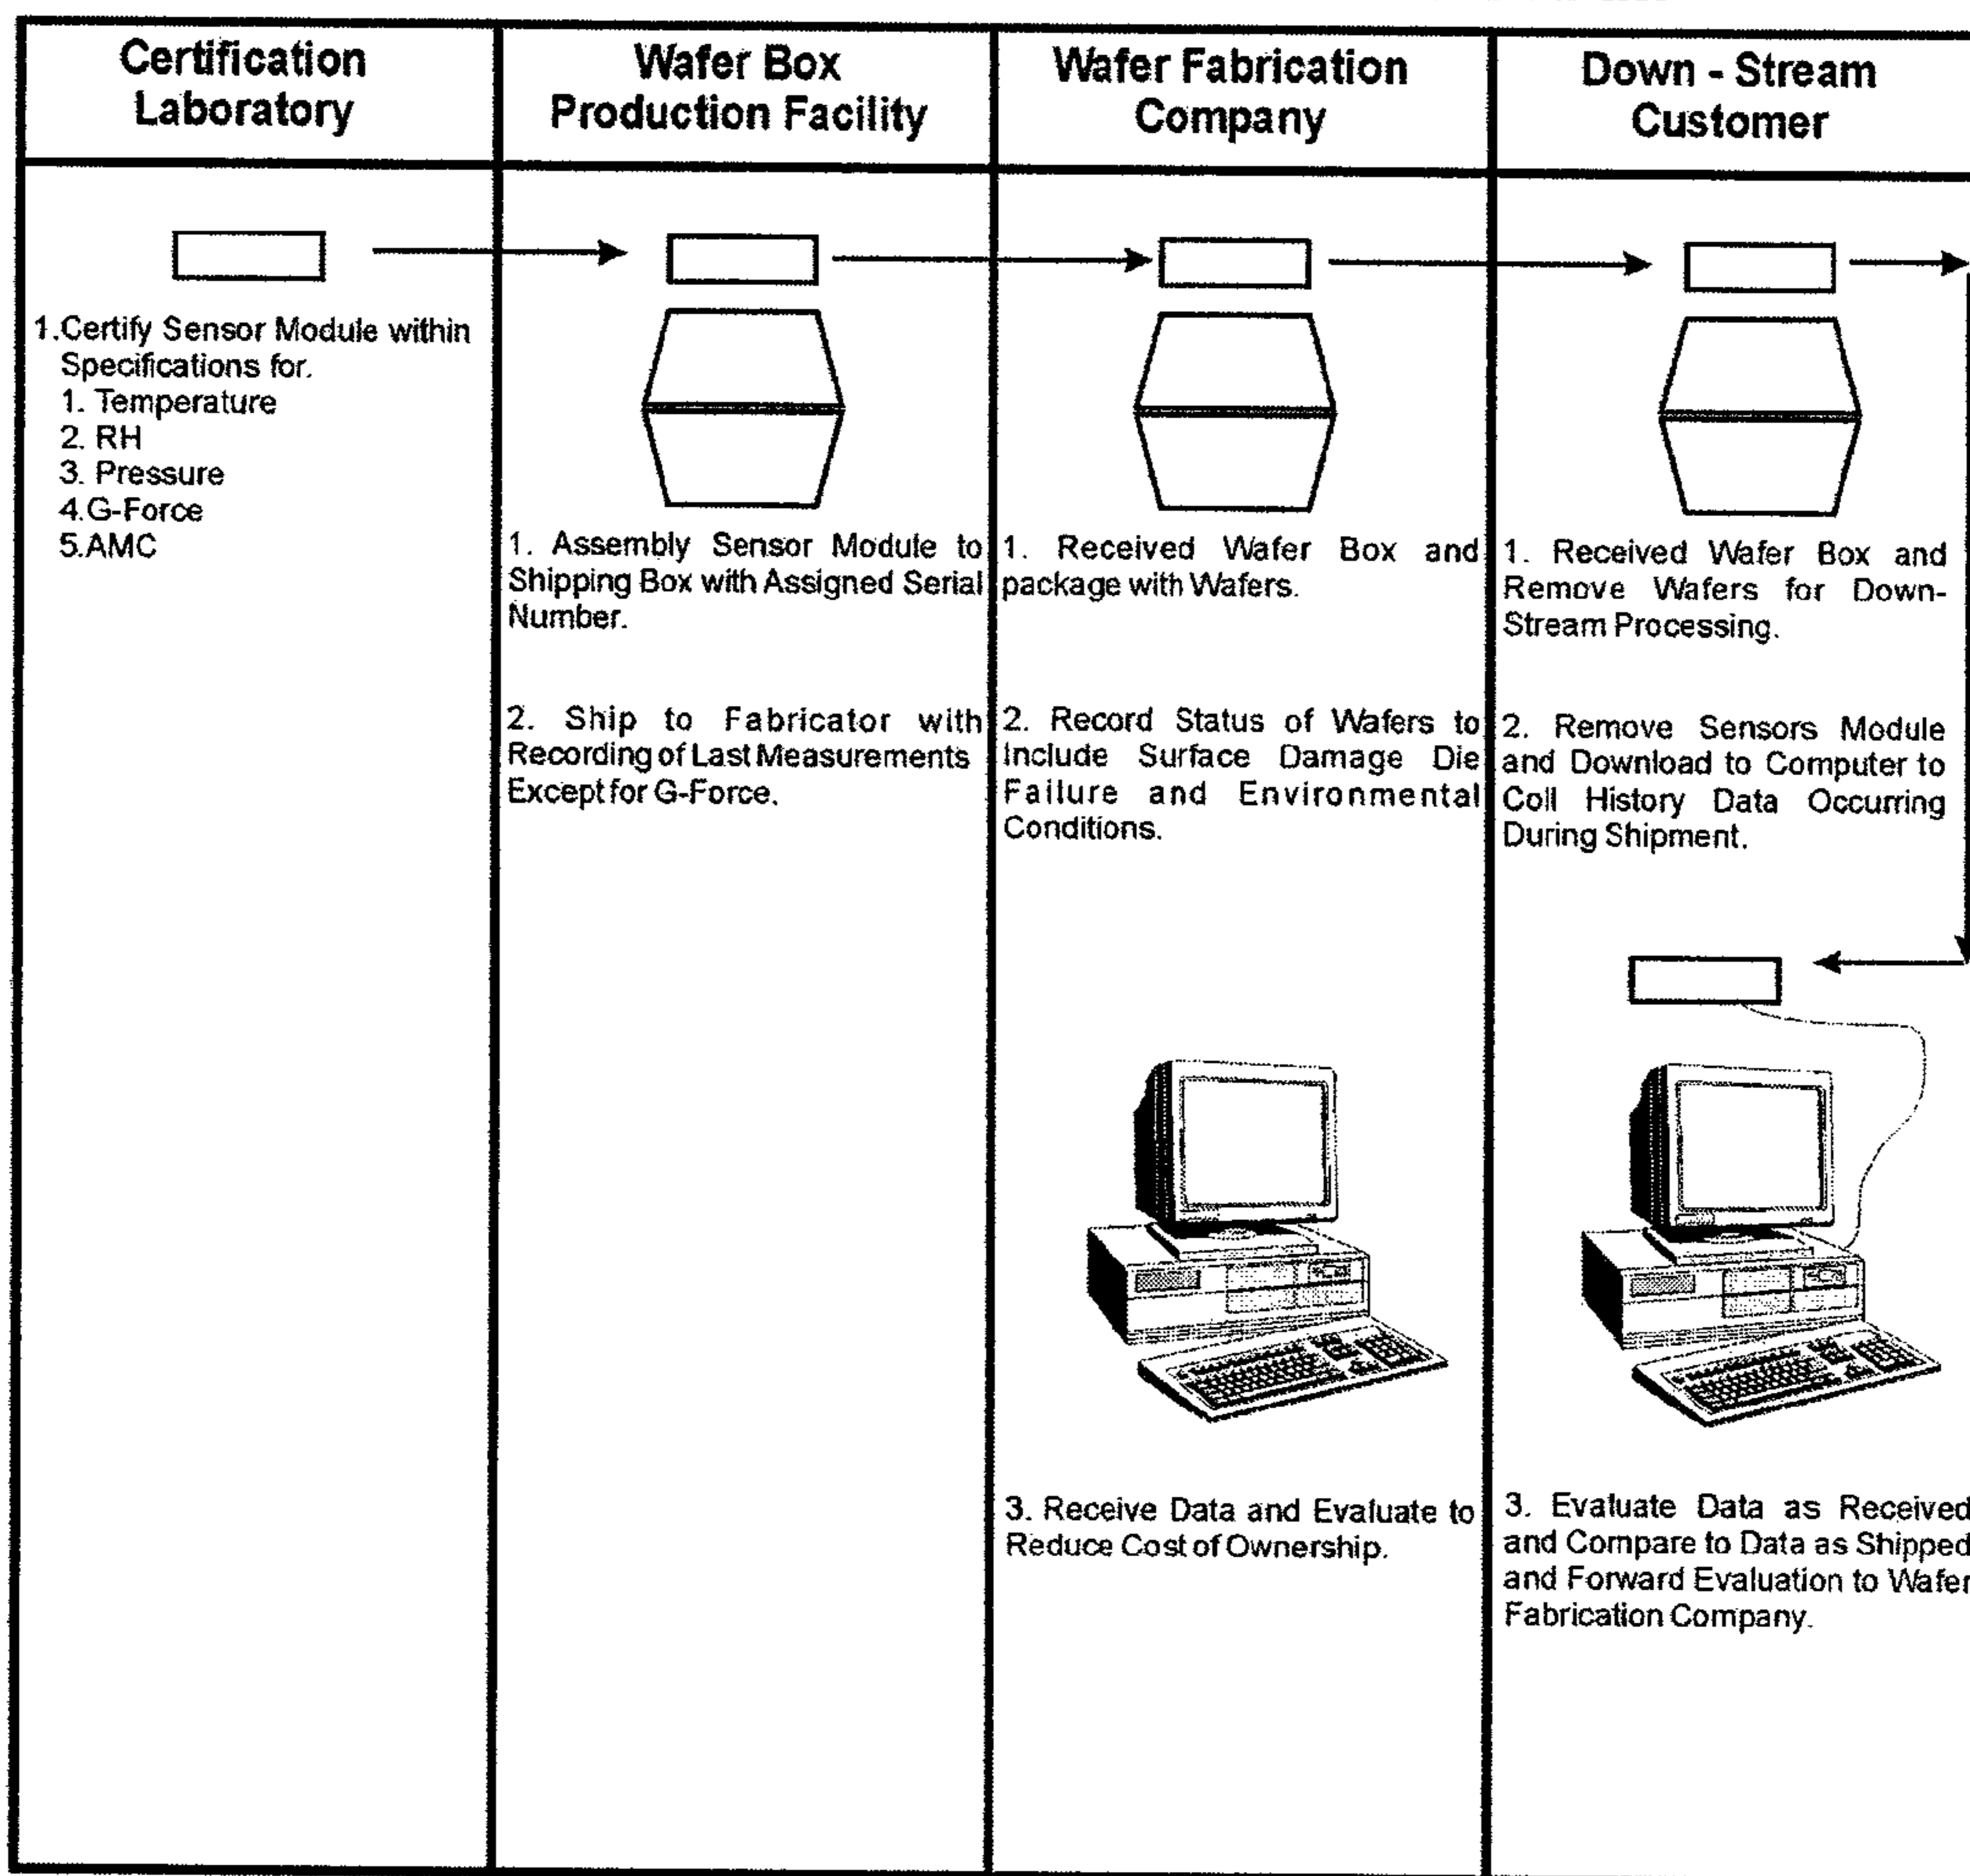 Certification
Laboratory
Wafer Box
Production Facility
Wafer Fabrication
Company
Down - Stream
Customer
1.Certify Sensor Module within
Specifications for.
1. Temperature
2. RH
3. Pressure
4.G-Force
5.AMC
1. Assembly Sensor Module to
Shipping Box with Assigned Serial
Number.
2. Ship to Fabricator with
Recording of Last Measurements
Except for G-Force.
1. Received Wafer Box and
package with Wafers.
2. Record Status of Wafers to
Include Surface Damage Die
Failure and Environmental
Conditions.
3. Receive Data and Evaluate to
Reduce Cost of Ownership.
1. Received Wafer Box and
Remove Wafers for Down-
Stream Processing.
2. Remove Sensors Module
and Download to Computer to
Coll History Data Occurring
During Shipment.
3. Evaluate Data as Received
and Compare to Data as Shipped
and Forward Evaluation to Wafer
Fabrication Company.